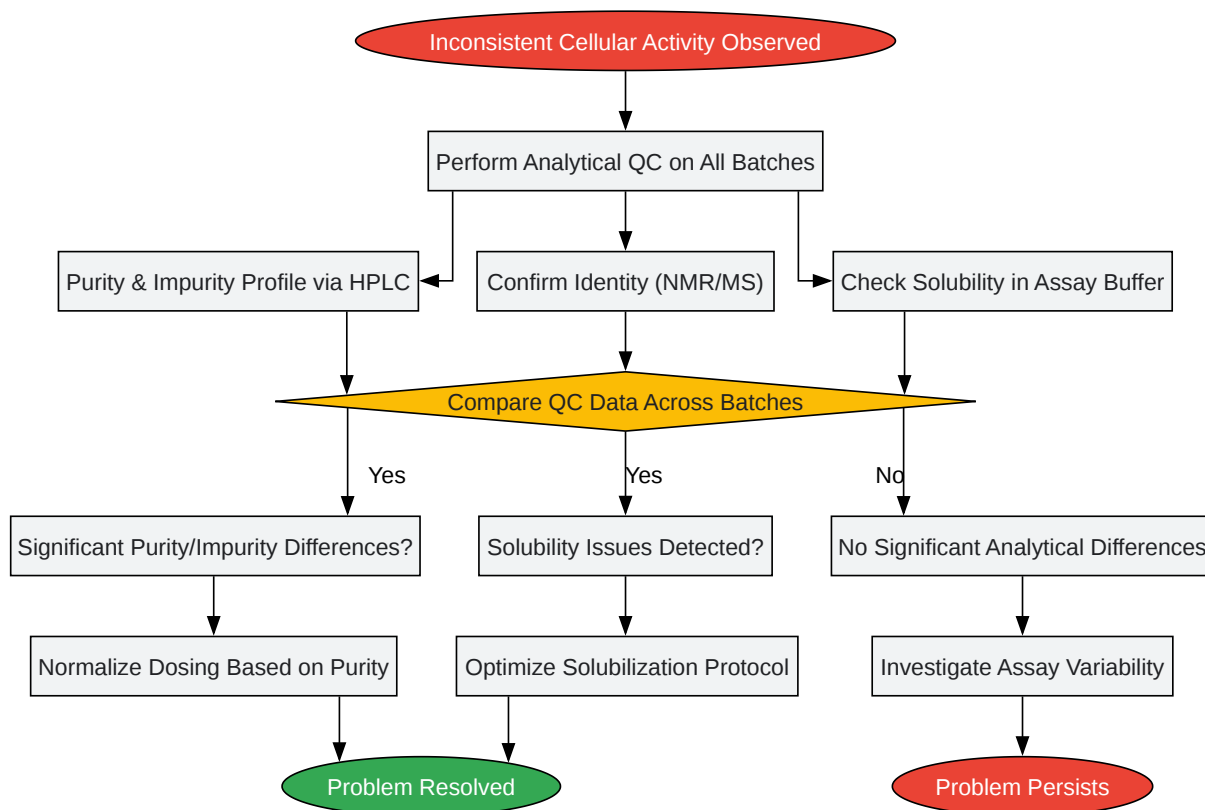 Inconsistent Cellular Activity Observed
Perform Analytical QC on All Batches
Purity & Impurity Profile via HPLC
Confirm Identity (NMR/MS)
Check Solubility in Assay Buffer
Compare QC Data Across Batches
Yes
Yes
No
Significant Purity/Impurity Differences?
Solubility Issues Detected?
No Significant Analytical Differences
Normalize Dosing Based on Purity
Optimize Solubilization Protocol
Investigate Assay Variability
Problem Resolved
Problem Persists